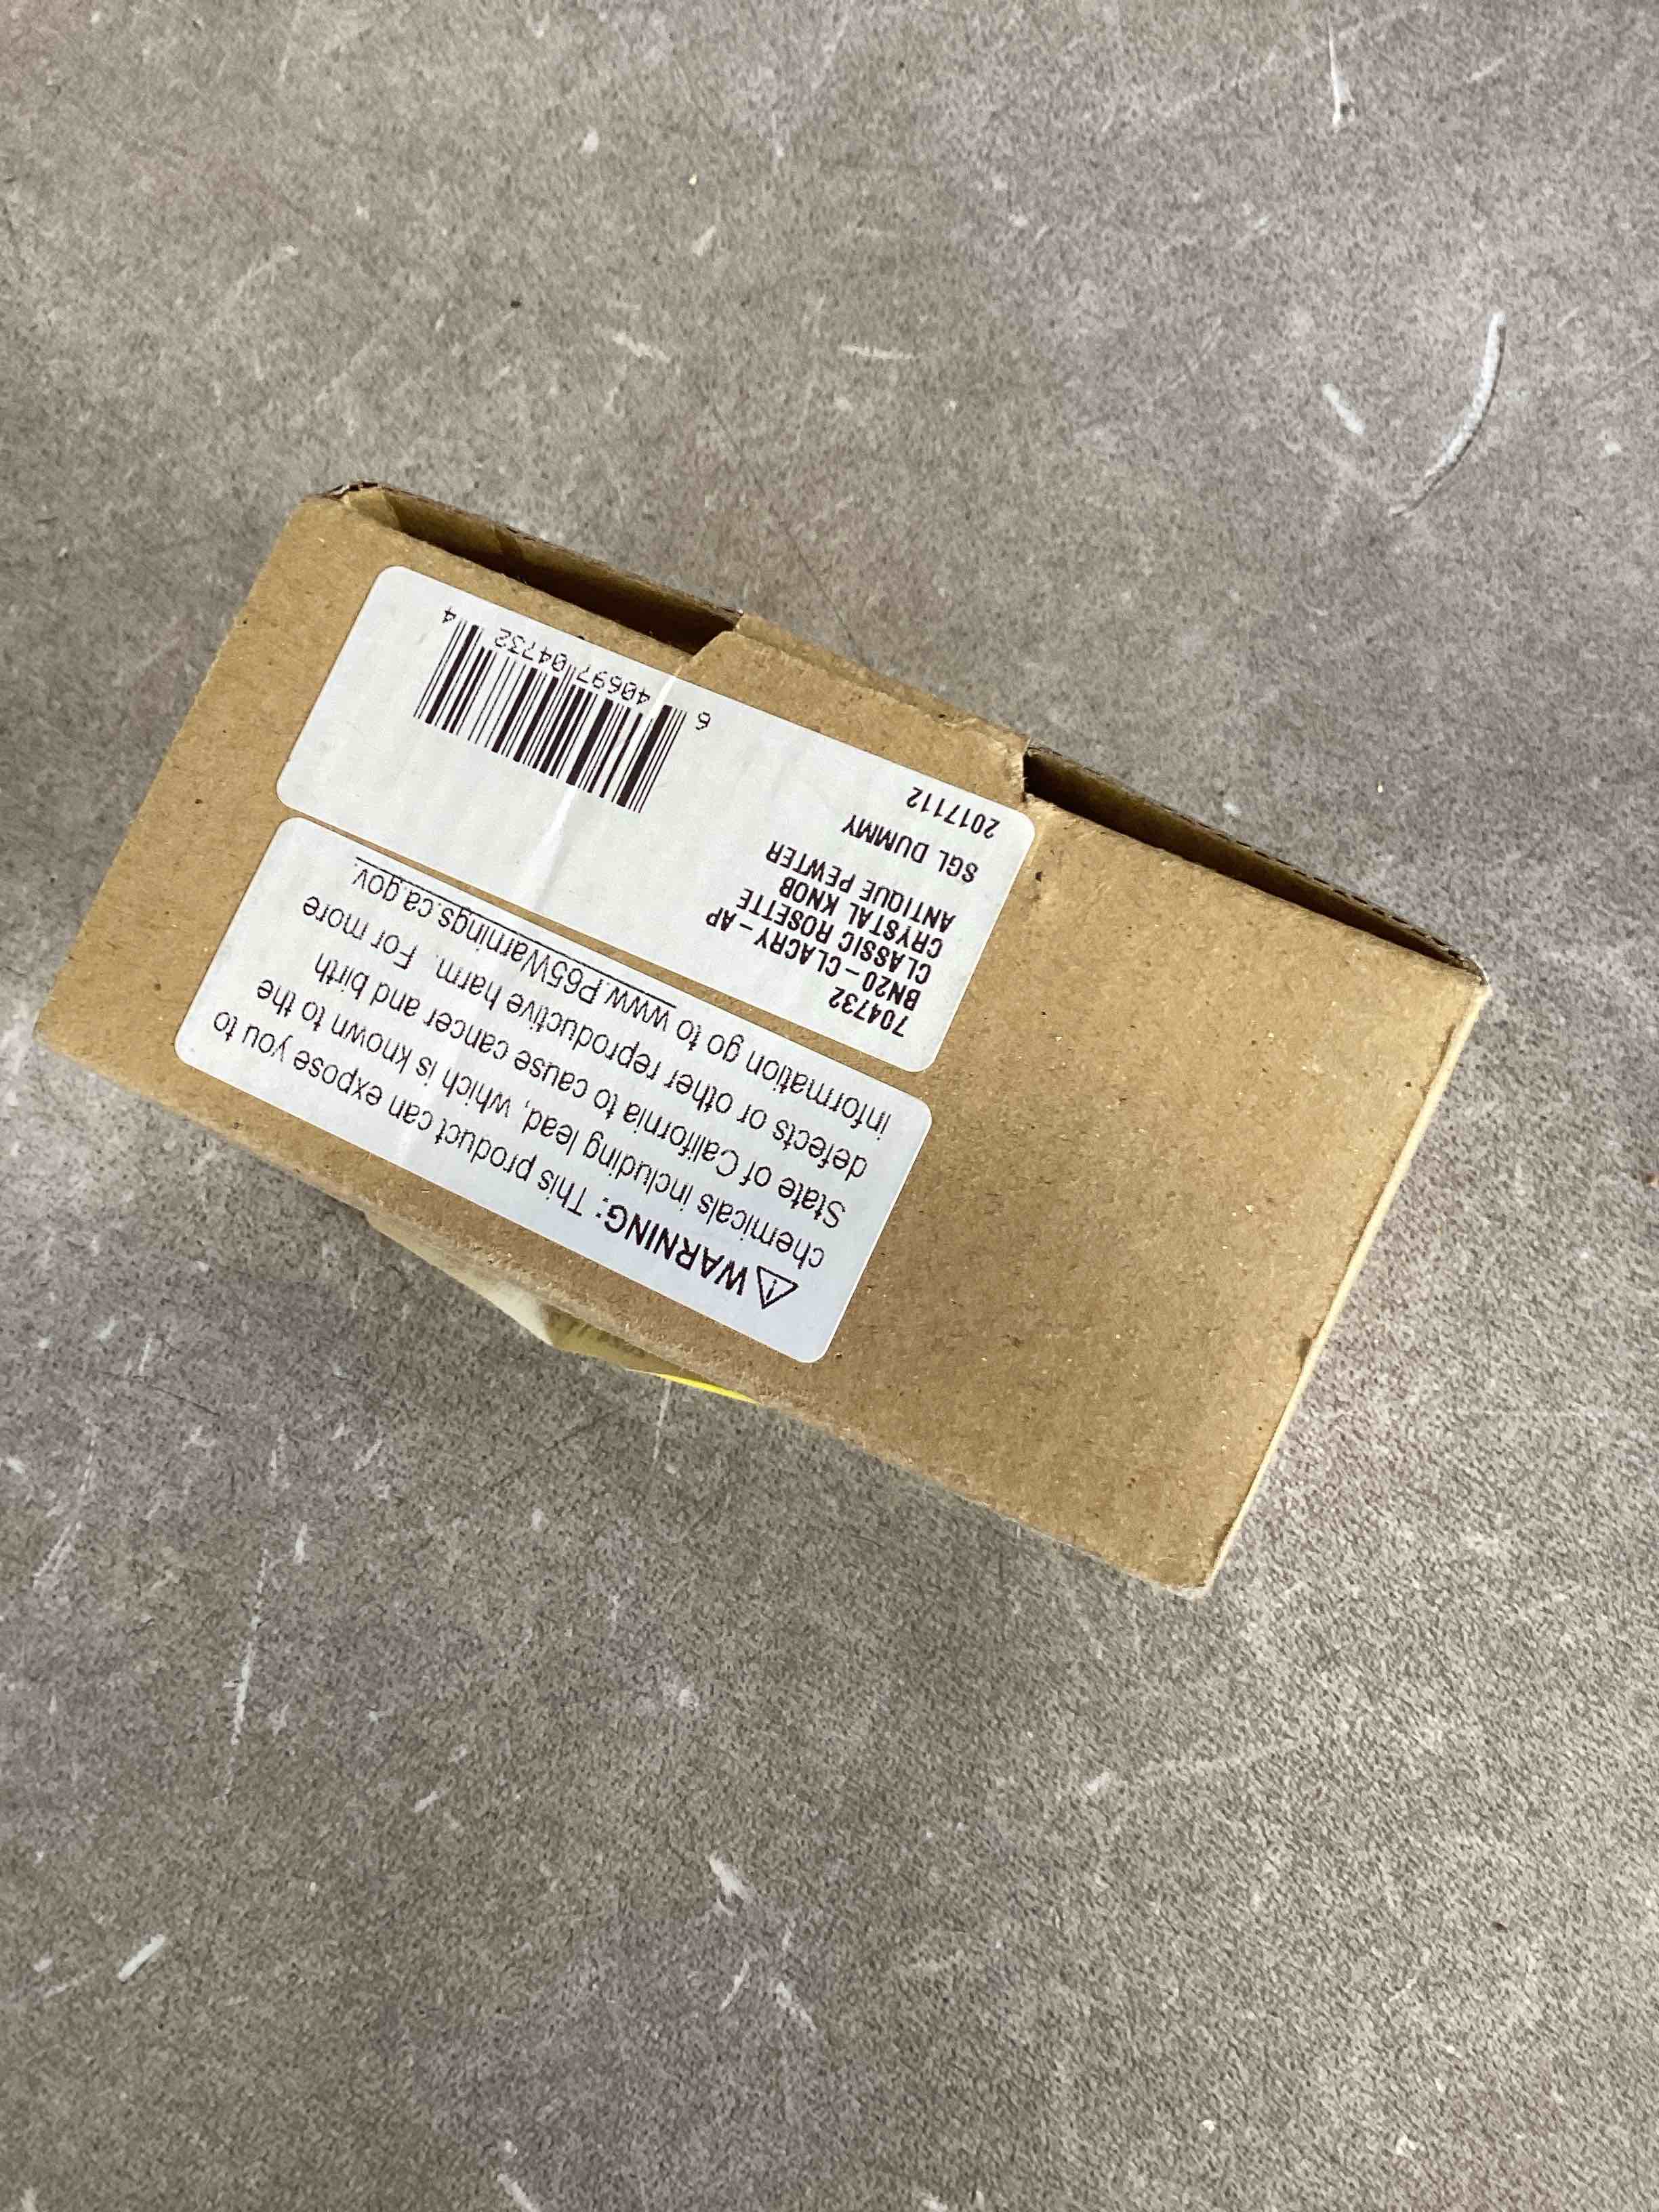 704732
BN20-CLACRY-AP
CLASSIC ROSETTE
CRYSTAL KNOB
ANTIQUE PEWTER
SGL DUMMY
2017112
6 40697 04732 4
⚠WARNING: This product can expose you to
chemicals including lead, which is known to the
State of California to cause cancer and birth
defects or other reproductive harm. For more
information go to www.P65Warnings.ca.gov.